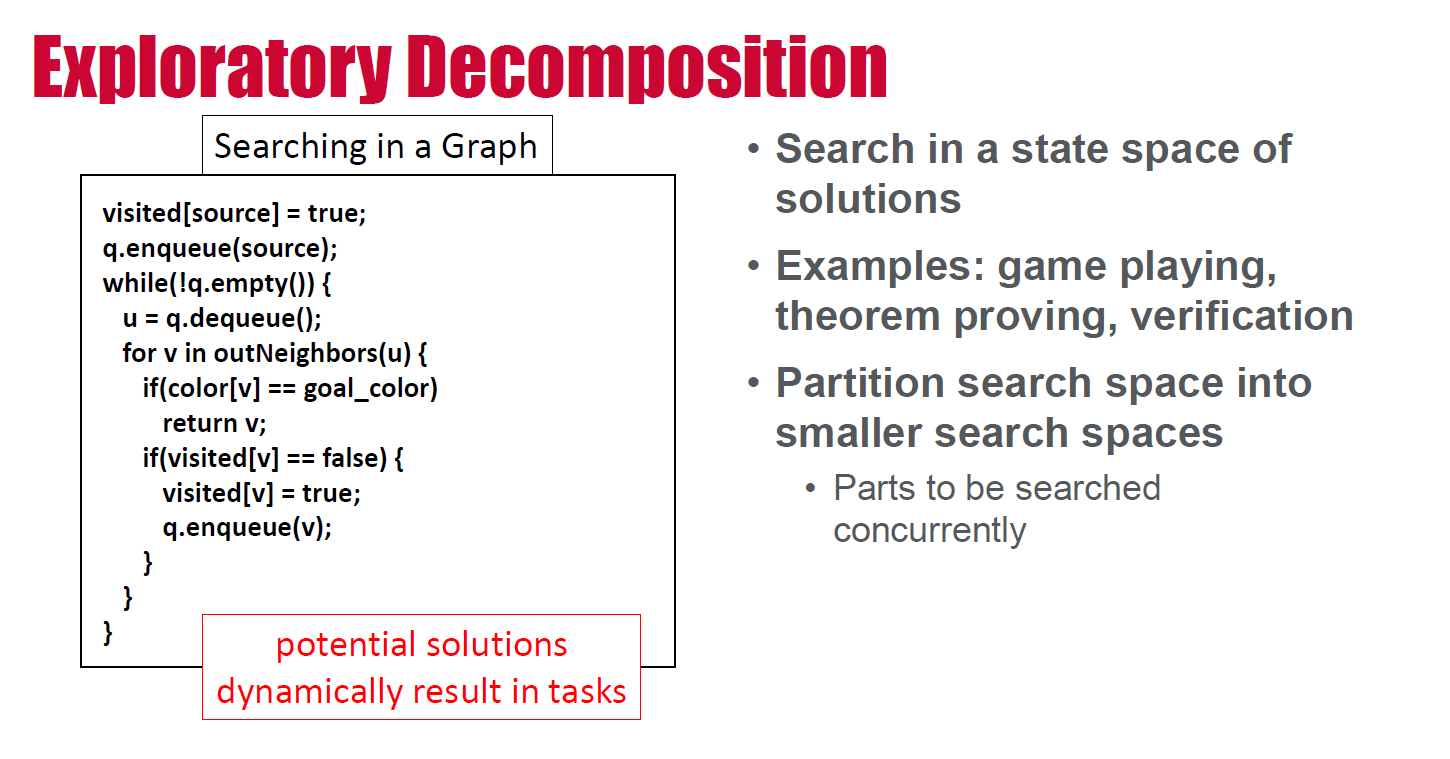 Exploratory Decomposition
Searching in a Graph
visited[source] = true;
q.enqueue(source);
while(!q.empty()) {
u = q.dequeue();
for v in outNeighbors(u) {
if(color[v] == goal_color)
return v;
if(visited[v] == false) {
visited[v] = true;
q.enqueue(v);
}
}
}
potential solutions
dynamically result in tasks
• Search in a state space of
solutions
• Examples: game playing,
theorem proving, verification
• Partition search space into
smaller search spaces
• Parts to be searched
concurrently